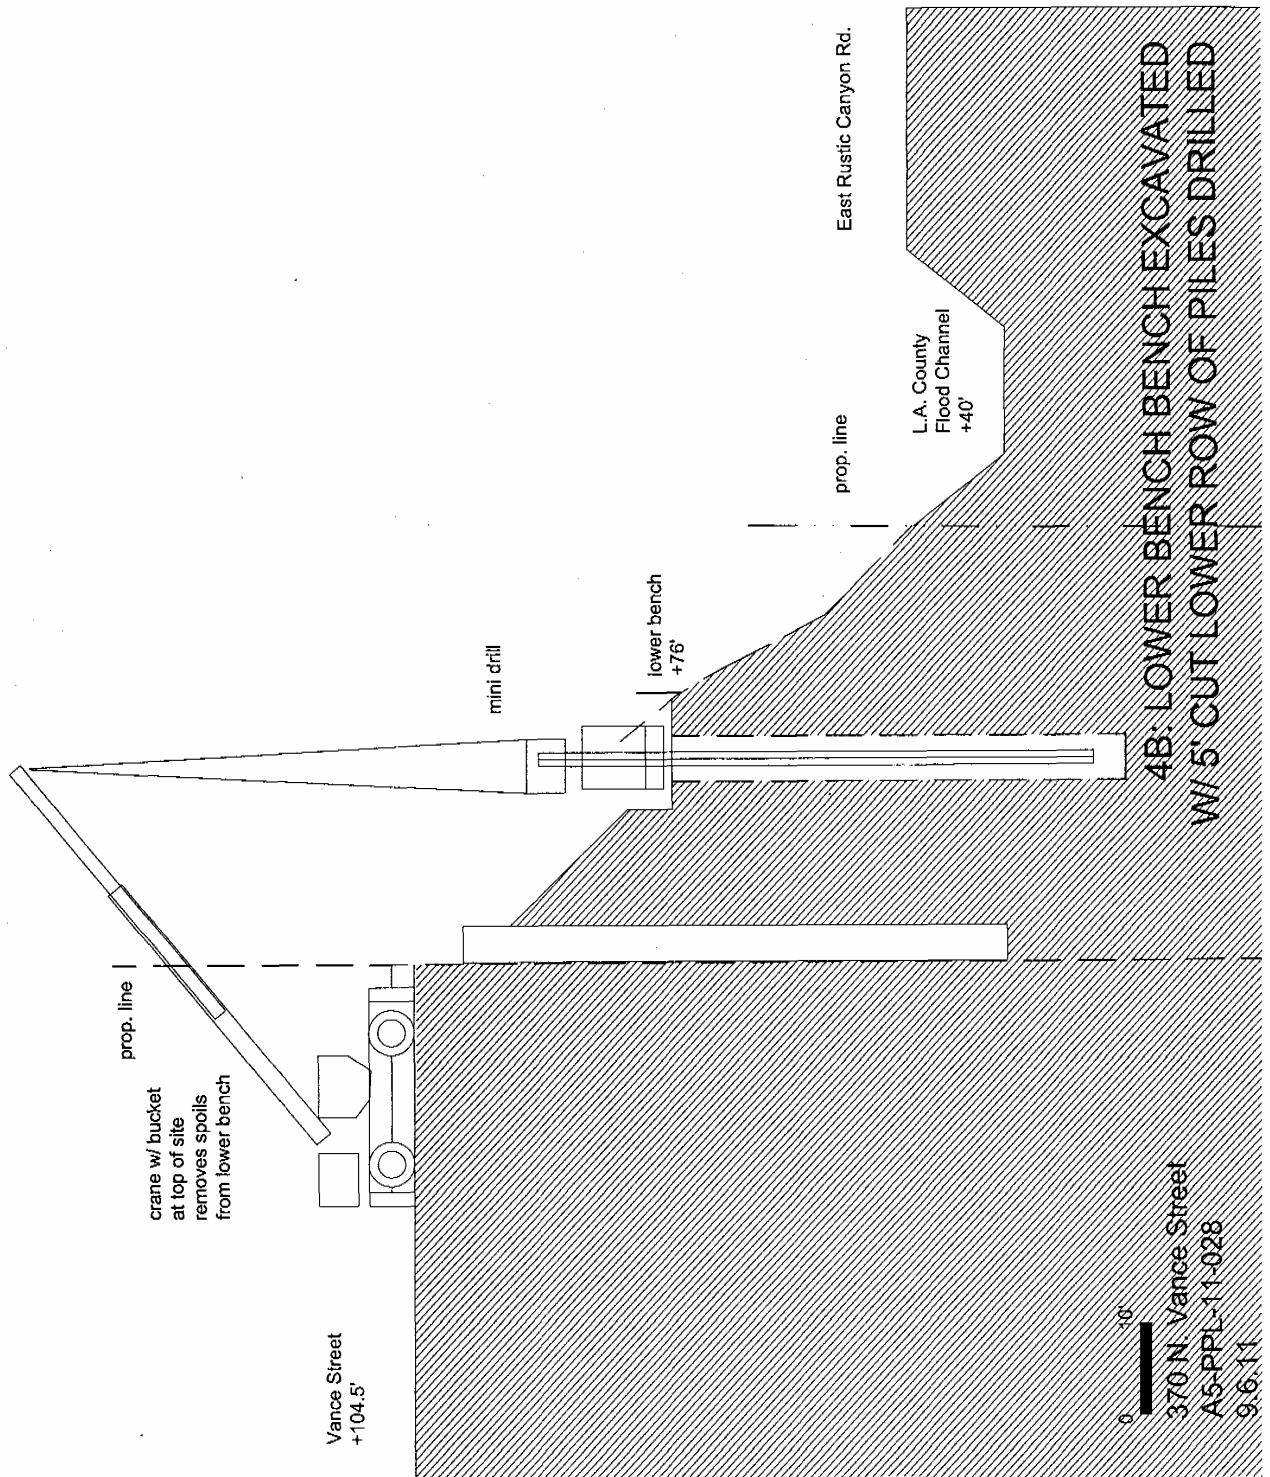 crane w/ bucket
at top of site
removes spoils
from lower bench
prop. line
Vance Street
+104.5'
mini drill
lower bench
+76'
prop. line
L.A. County
Flood Channel
+40'
East Rustic Canyon Rd.
0 10'
370 N. Vance Street
A5-PPL-11-028
9.6.11
4B: LOWER BENCH BENCH EXCAVATED
W/ 5' CUT LOWER ROW OF PILES DRILLED